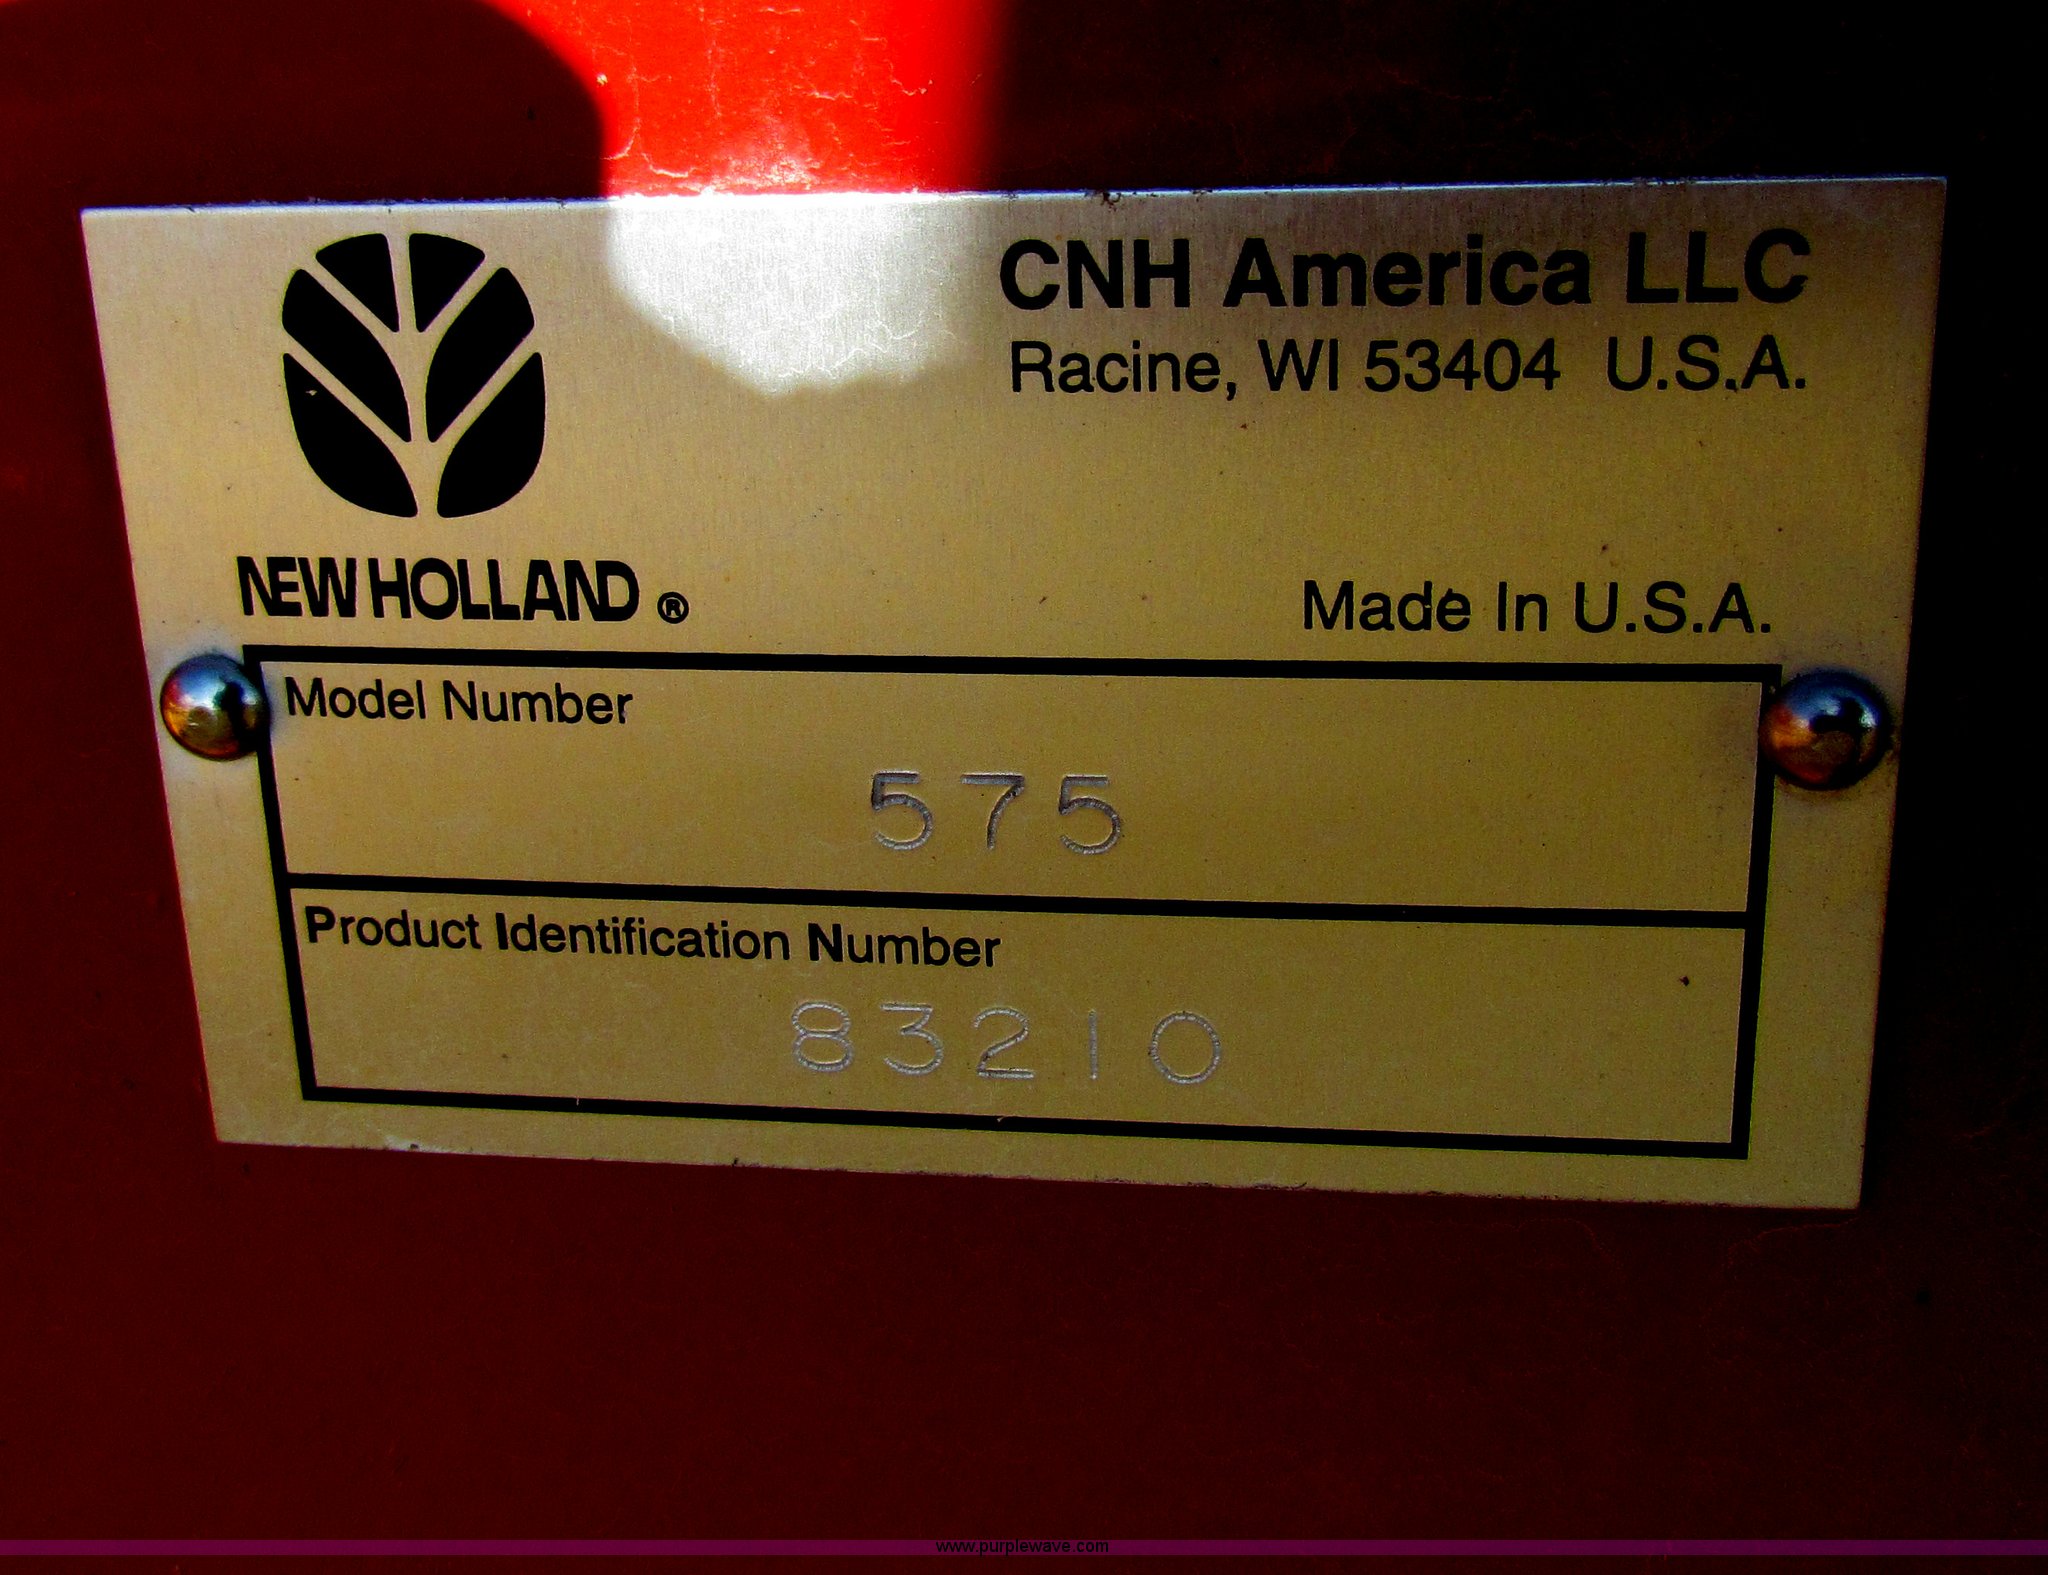 CNH America LLC
Racine, WI 53404 U.S.A.
NEW HOLLAND ®
Made In U.S.A.
Model Number
575
Product Identification Number
83210
www.purplewave.com